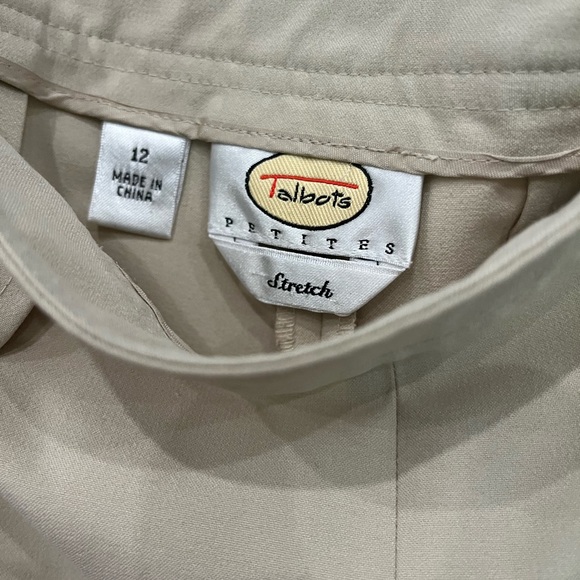 12
MADE IN
CHINA
Talbots
PETITES
Stretch